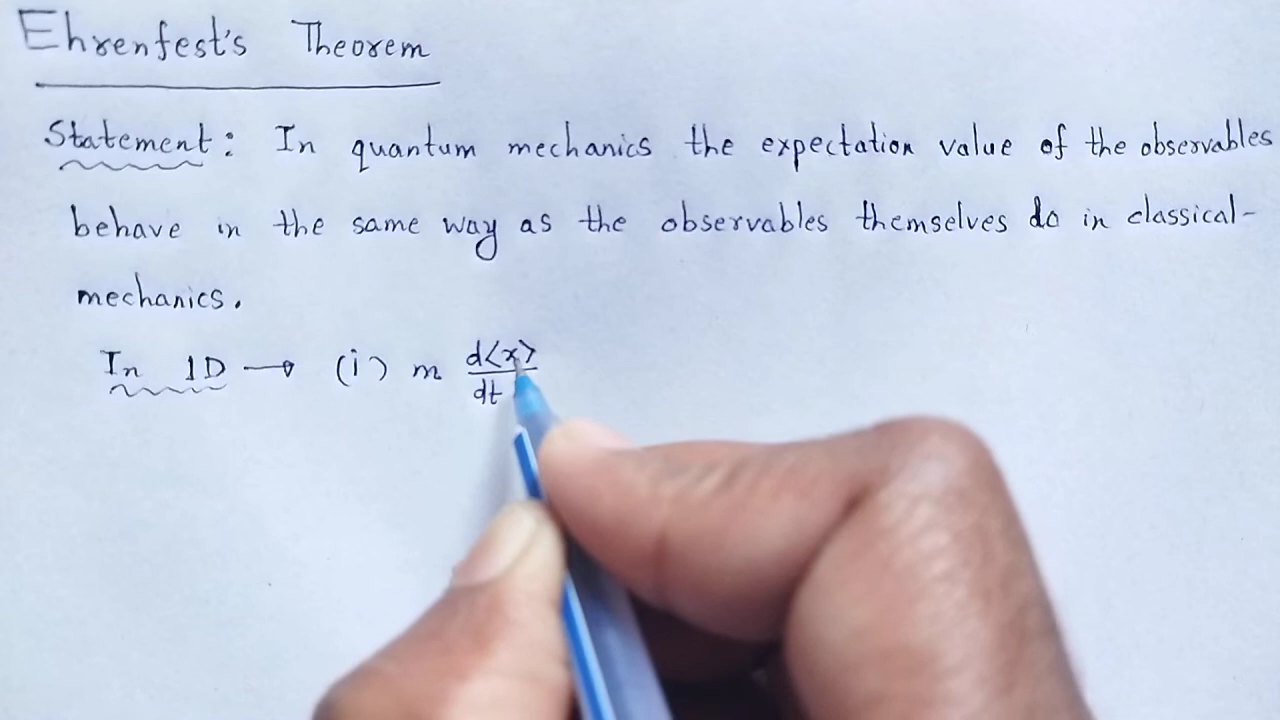 Ehrenfest's Theorem
Statement: In quantum mechanics the expectation value of the observables
behave in the same way as the observables themselves do in classical-
mechanics.
In 1D → (i) m d⟨x⟩/dt